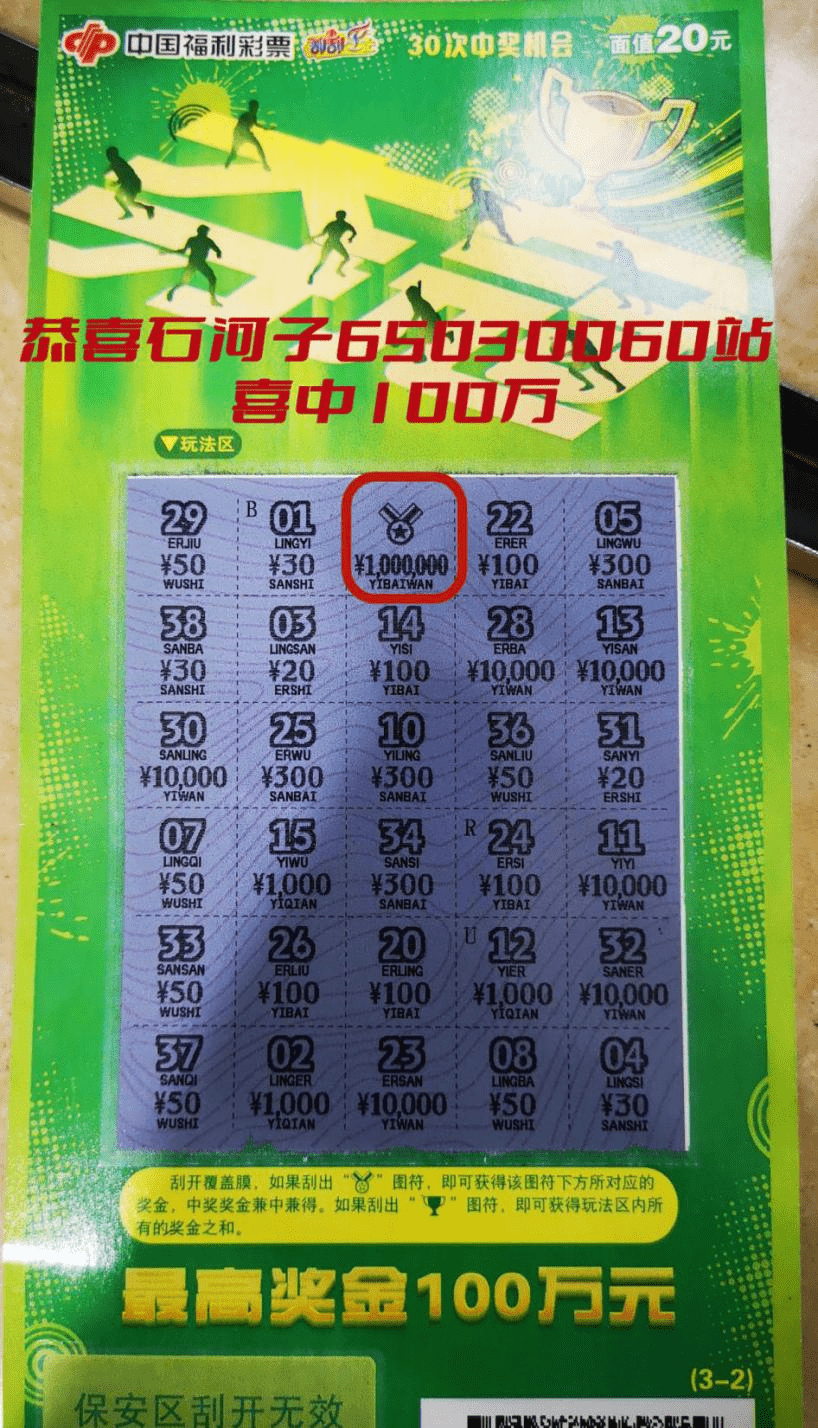 中国福利彩票 刮刮乐 30次中奖机会 面值20元
恭喜石河子65030060站
喜中100万
▼玩法区
29 B 01 22 05
ERJIU LINGYI ERER LINGWU
¥50 ¥30 ¥1,000,000 ¥100 ¥300
WUSHI SANSHI YIBAIWAN YIBAI SANBAI
38 03 14 28 13
SANBA LINGSAN YISI ERBA YISAN
¥30 ¥20 ¥100 ¥10,000 ¥10,000
SANSHI ERSHI YIBAI YIWAN YIWAN
30 25 10 36 31
SANLING ERWU YILING SANLIU SANYI
¥10,000 ¥300 ¥300 ¥50 ¥20
YIWAN SANBAI SANBAI WUSHI ERSHI
07 15 34 R 24 11
LINGQI YIWU SANSI ERSI YIYI
¥50 ¥1,000 ¥300 ¥100 ¥10,000
WUSHI YIQIAN SANBAI YIBAI YIWAN
33 26 20 U 12 32
SANSAN ERLIU ERLING YIER SANER
¥50 ¥100 ¥100 ¥1,000 ¥10,000
WUSHI YIBAI YIBAI YIQIAN YIWAN
37 02 23 08 04
SANQI LINGER ERSAN LINGBA LINGSI
¥50 ¥1,000 ¥10,000 ¥50 ¥30
WUSHI YIQIAN YIWAN WUSHI SANSHI
刮开覆盖膜，如果刮出“ ”图符，即可获得该图符下方所对应的
奖金，中奖奖金兼中兼得。如果刮出“ ”图符，即可获得玩法区内所
有的奖金之和。
最高奖金100万元
(3-2)
保安区刮开无效